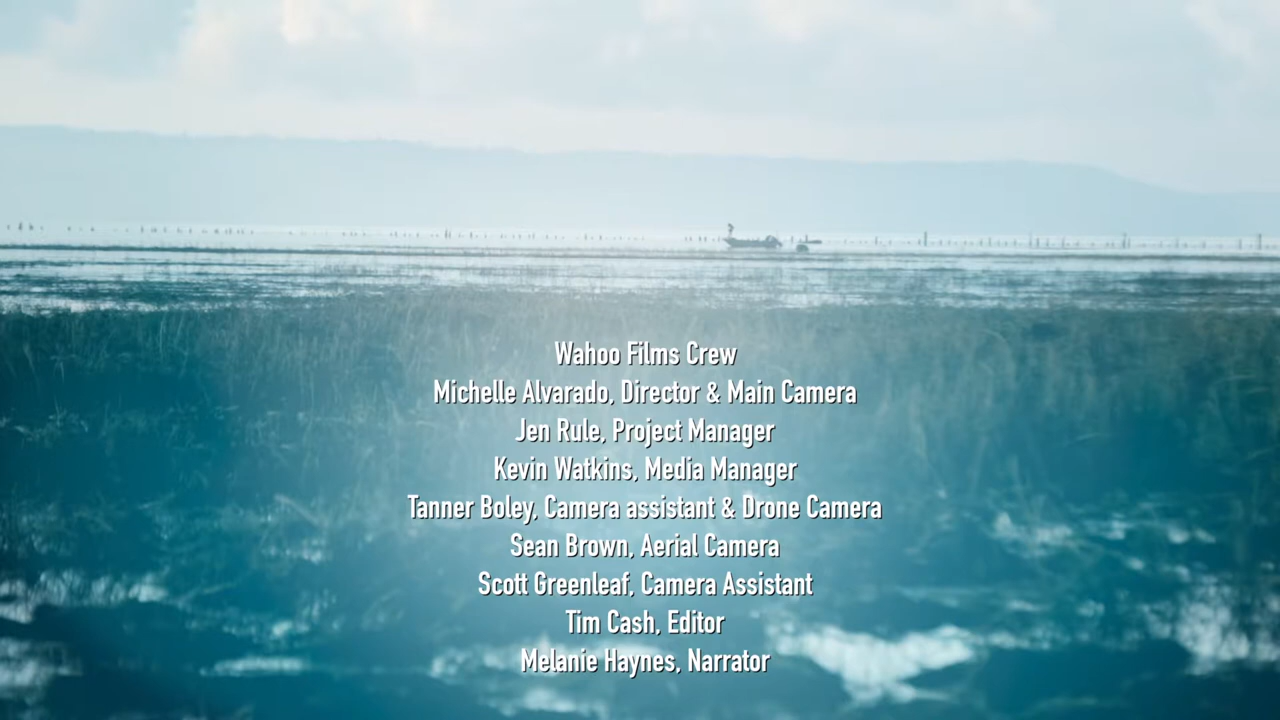 Wahoo Films Crew
Michelle Alvarado, Director & Main Camera
Jen Rule, Project Manager
Kevin Watkins, Media Manager
Tanner Boley, Camera assistant & Drone Camera
Sean Brown, Aerial Camera
Scott Greenleaf, Camera Assistant
Tim Cash, Editor
Melanie Haynes, Narrator